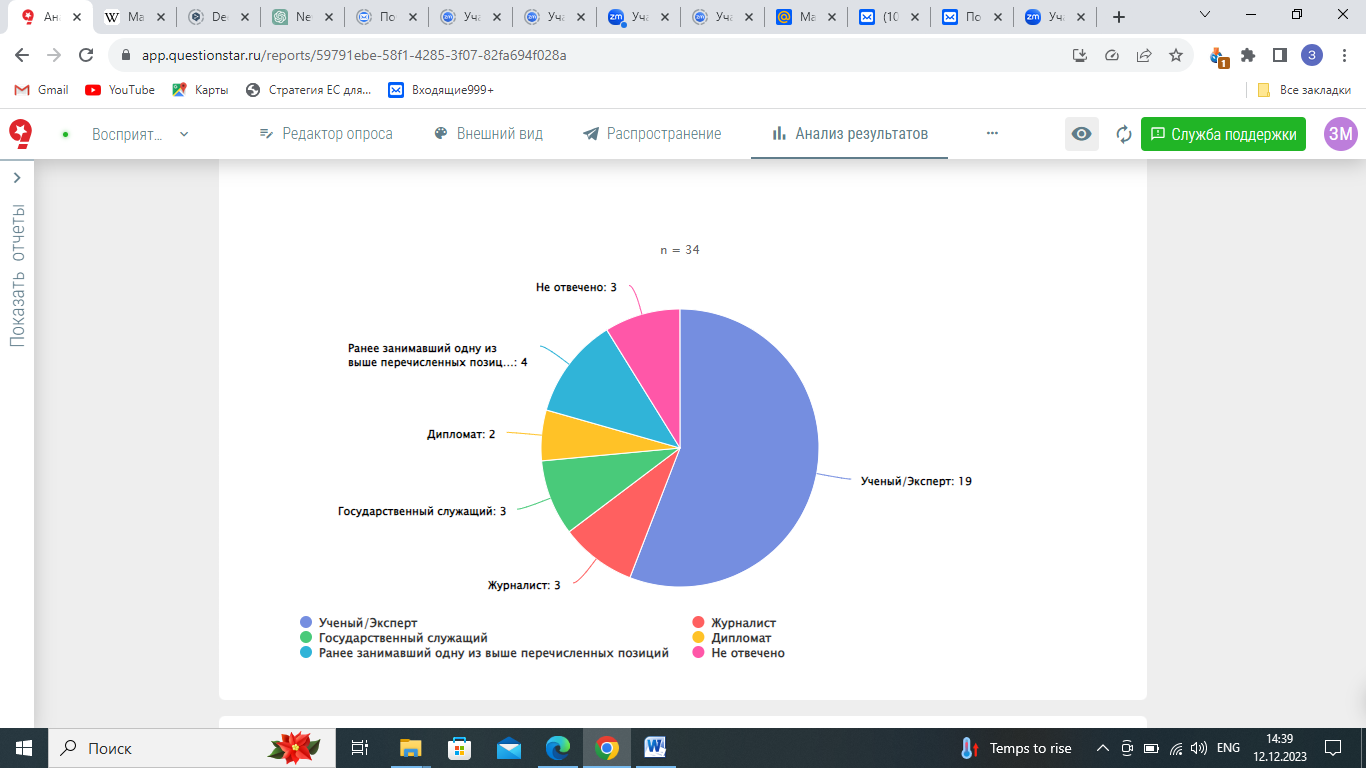 Ан
Ма
De
Ne
По
Уча
Уча
Уча
Уча
Ма
(10
По
Уча
app.questionstar.ru/reports/59791ebe-58f1-4285-3f07-82fa694f028a
1
З
Gmail
YouTube
Карты
Стратегия ЕС для...
Входящие999+
Все закладки
Восприят...
Редактор опроса
Внешний вид
Распространение
Анализ результатов
Служба поддержки
ЗМ
Показать отчеты
n = 34
Не отвечено: 3
Ранее занимавший одну из
выше перечисленных позиц...: 4
Дипломат: 2
Ученый/Эксперт: 19
Государственный служащий: 3
Журналист: 3
Ученый/Эксперт
Журналист
Государственный служащий
Дипломат
Ранее занимавший одну из выше перечисленных позиций
Не отвечено
Поиск
Temps to rise
ENG
14:39
12.12.2023